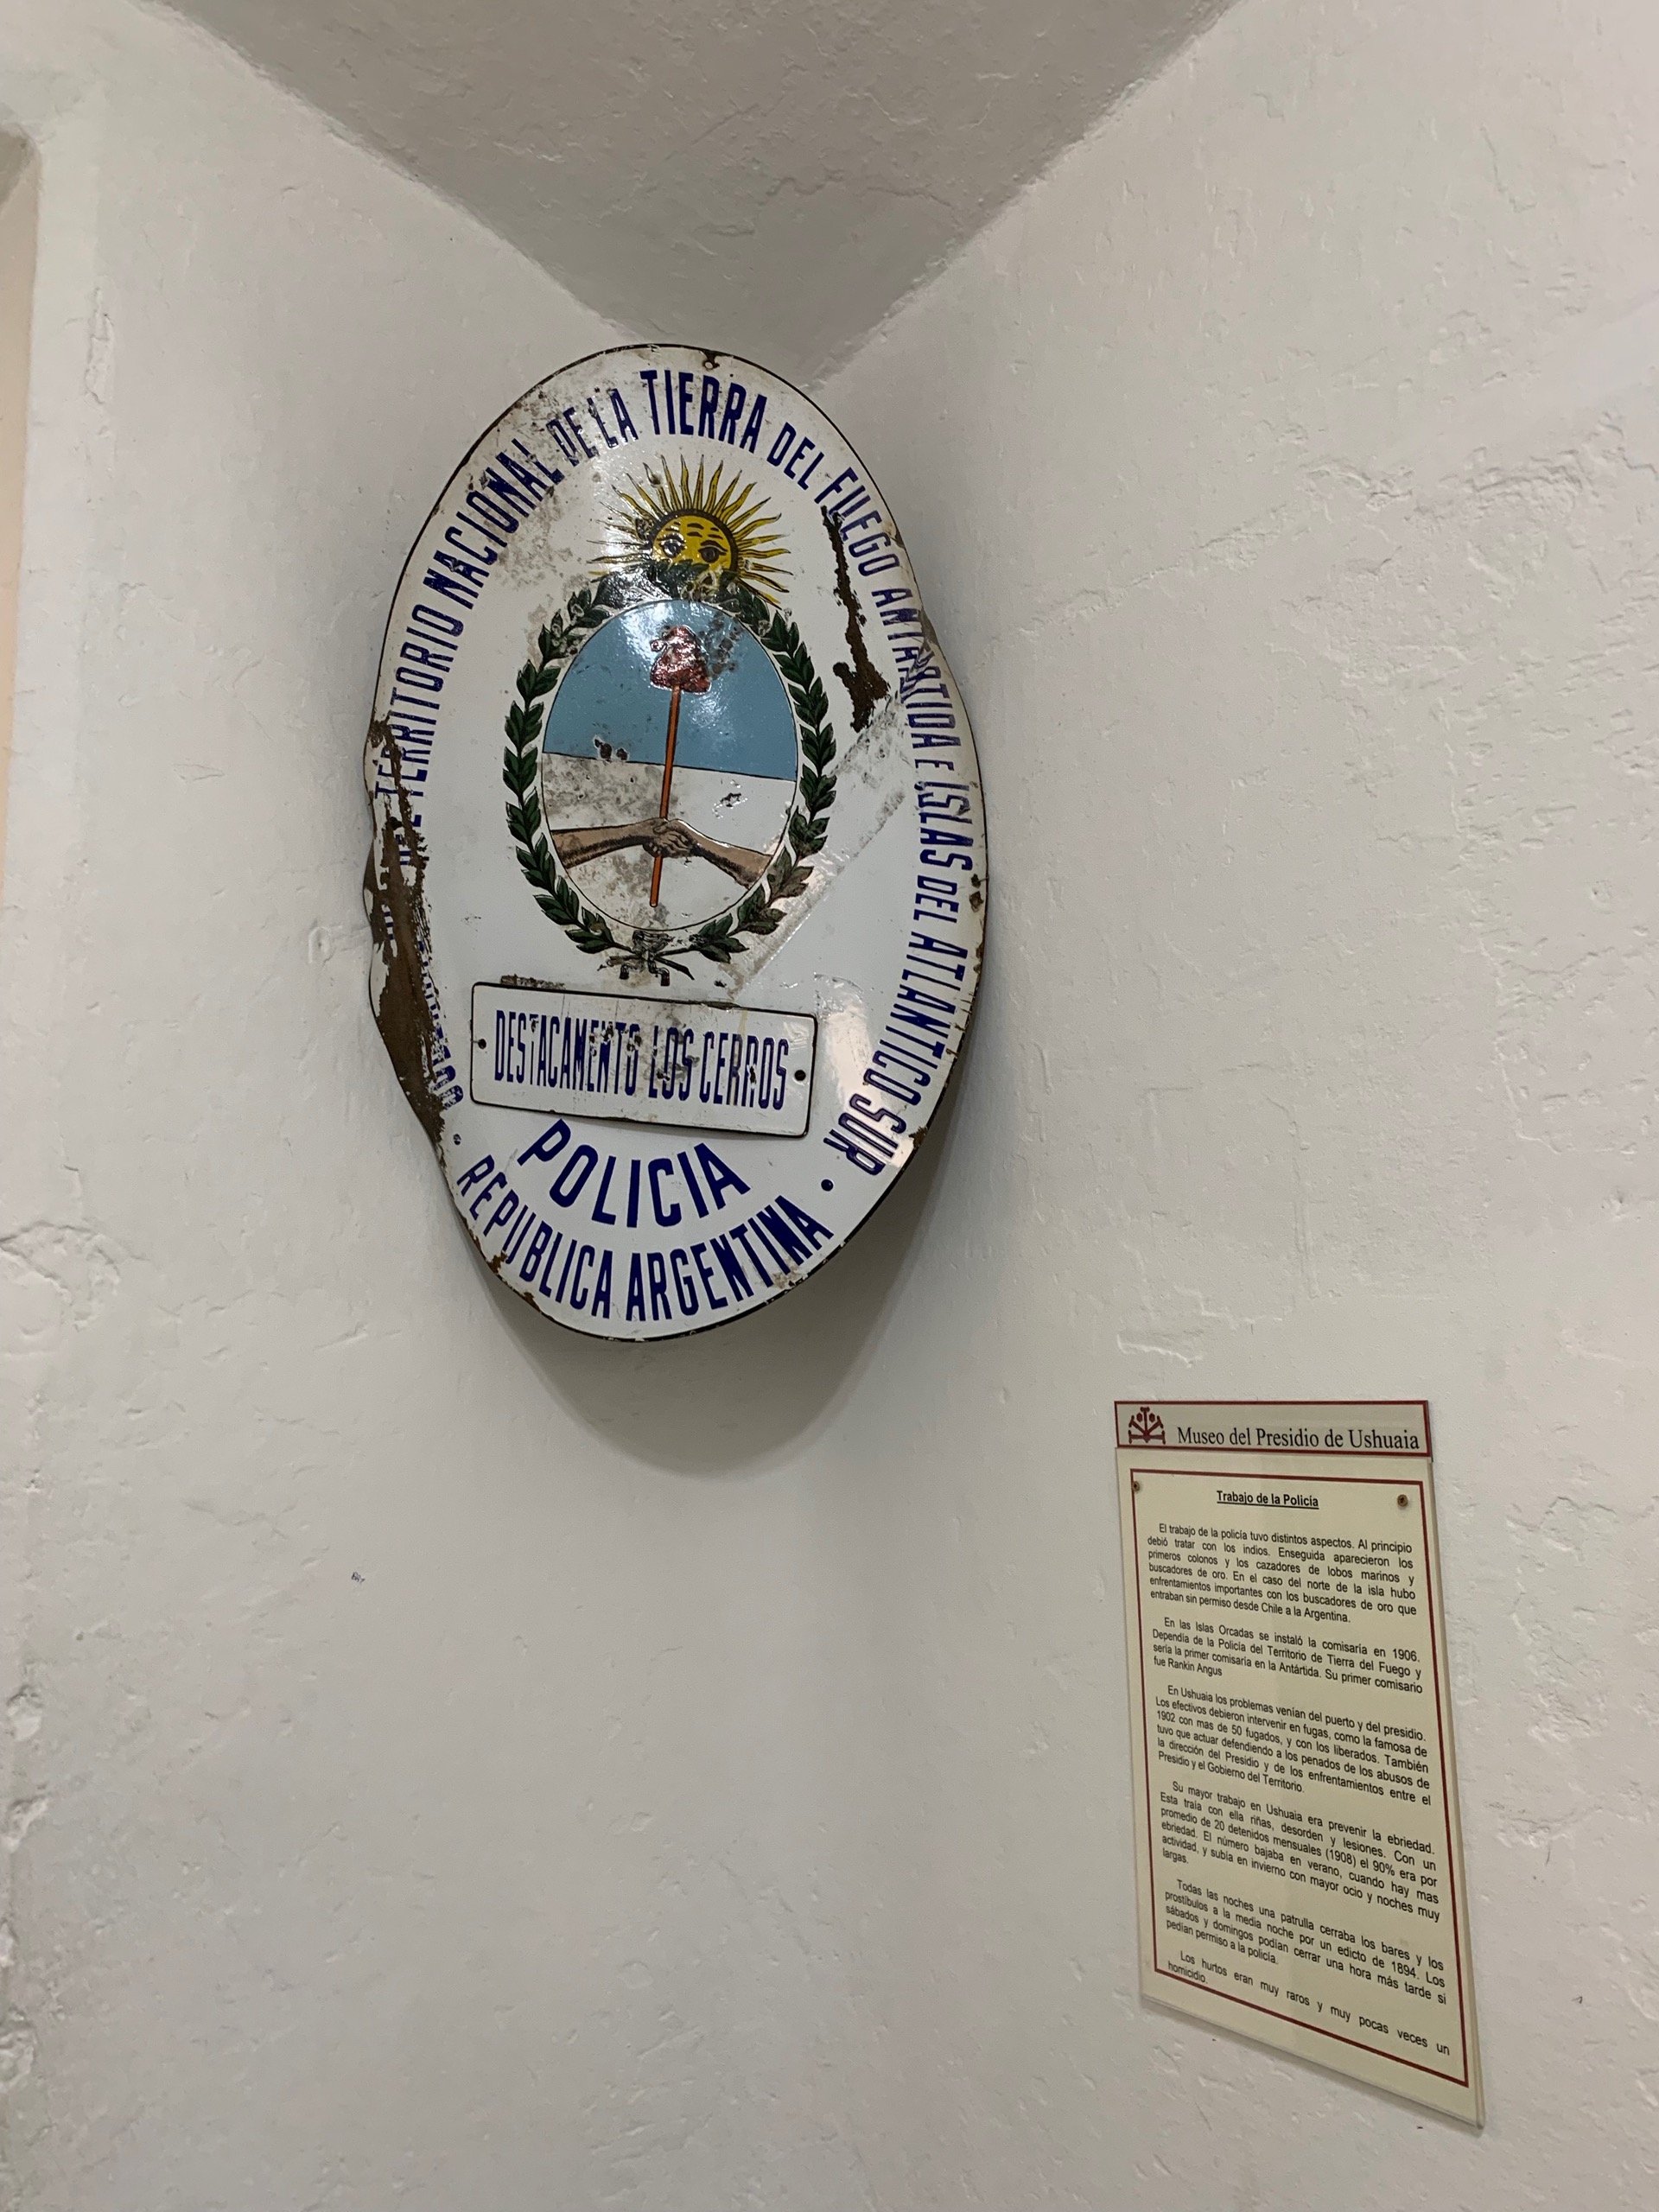 GOBIERNO DEL TERRITORIO NACIONAL DE LA TIERRA DEL FUEGO ANTARTIDA E ISLAS DEL ATLANTICO SUR
DESTACAMENTO LOS CERROS
POLICIA
REPUBLICA ARGENTINA
Museo del Presidio de Ushuaia
Trabajo de la Policía
El trabajo de la policía tuvo distintos aspectos. Al principio
debió tratar con los indios. Enseguida aparecieron los
primeros colonos y los cazadores de lobos marinos y
buscadores de oro. En el caso del norte de la isla hubo
enfrentamientos importantes con los buscadores de oro que
entraban sin permiso desde Chile a la Argentina.
En las Islas Orcadas se instaló la comisaría en 1906.
Dependía de la Policía del Territorio de Tierra del Fuego y
sería la primer comisaría en la Antártida. Su primer comisario
fue Rankin Angus
En Ushuaia los problemas venían del puerto y del presidio.
Los efectivos debieron intervenir en fugas, como la famosa de
1902 con mas de 50 fugados, y con los liberados. También
tuvo que actuar defendiendo a los penados de los abusos de
la dirección del Presidio y de los enfrentamientos entre el
Presidio y el Gobierno del Territorio.
Su mayor trabajo en Ushuaia era prevenir la ebriedad.
Esta traía con ella riñas, desorden y lesiones. Con un
promedio de 20 detenidos mensuales (1908) el 90% era por
ebriedad. El número bajaba en verano, cuando hay mas
actividad, y subía en invierno con mayor ocio y noches muy
largas.
Todas las noches una patrulla cerraba los bares y los
prostíbulos a la media noche por un edicto de 1894. Los
sábados y domingos podían cerrar una hora más tarde si
pedían permiso a la policía.
Los hurtos eran muy raros y muy pocas veces un
homicidio.